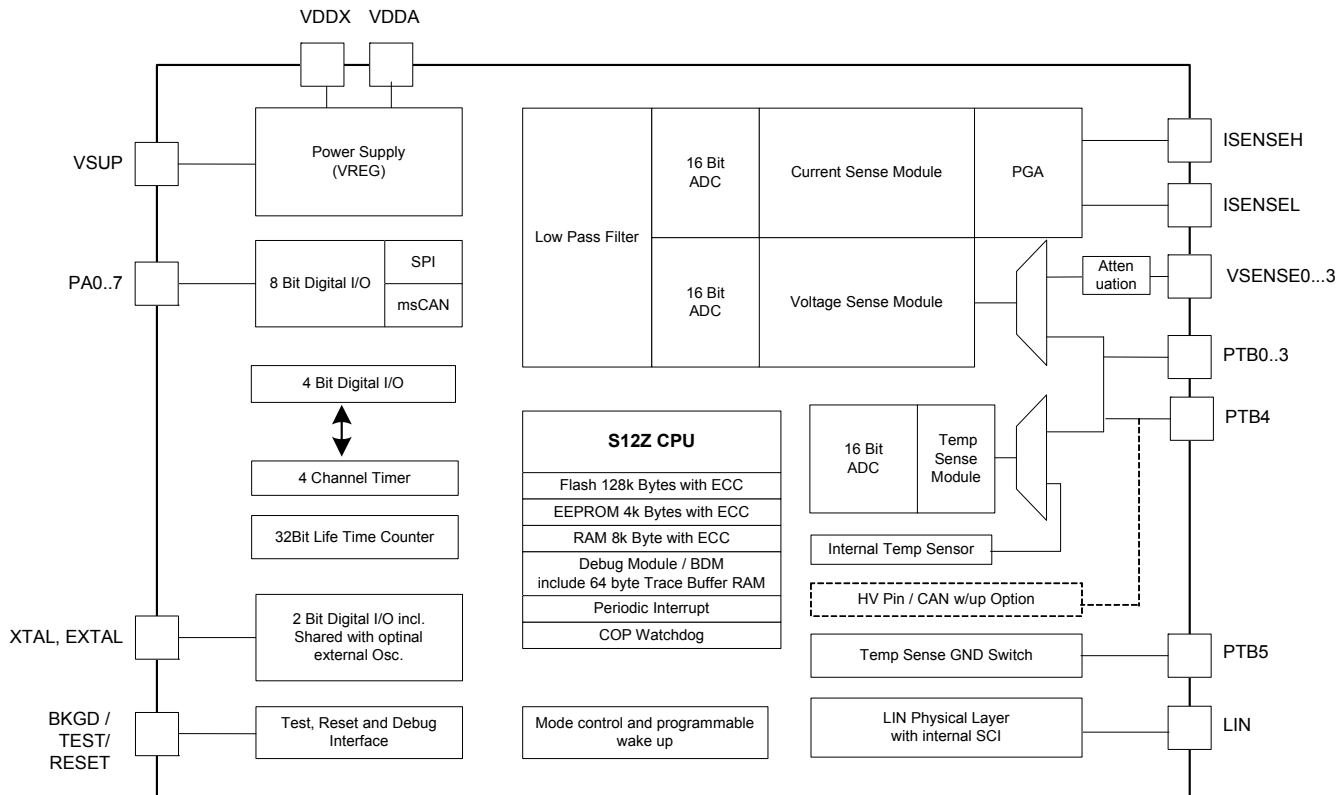 VDDX VDDA
VSUP
Power Supply
(VREG)
PA0..7
8 Bit Digital I/O
SPI
msCAN
4 Bit Digital I/O
4 Channel Timer
32Bit Life Time Counter
XTAL, EXTAL
2 Bit Digital I/O incl.
Shared with optinal
external Osc.
BKGD /
TEST/
RESET
Test, Reset and Debug
Interface
Low Pass Filter
16 Bit
ADC
Current Sense Module
PGA
16 Bit
ADC
Voltage Sense Module
Atten
uation
ISENSEH
ISENSEL
VSENSE0...3
PTB0..3
PTB4
S12Z CPU
Flash 128k Bytes with ECC
EEPROM 4k Bytes with ECC
RAM 8k Byte with ECC
Debug Module / BDM
include 64 byte Trace Buffer RAM
Periodic Interrupt
COP Watchdog
Mode control and programmable
wake up
16 Bit
ADC
Temp
Sense
Module
Internal Temp Sensor
HV Pin / CAN w/up Option
Temp Sense GND Switch
PTB5
LIN Physical Layer
with internal SCI
LIN